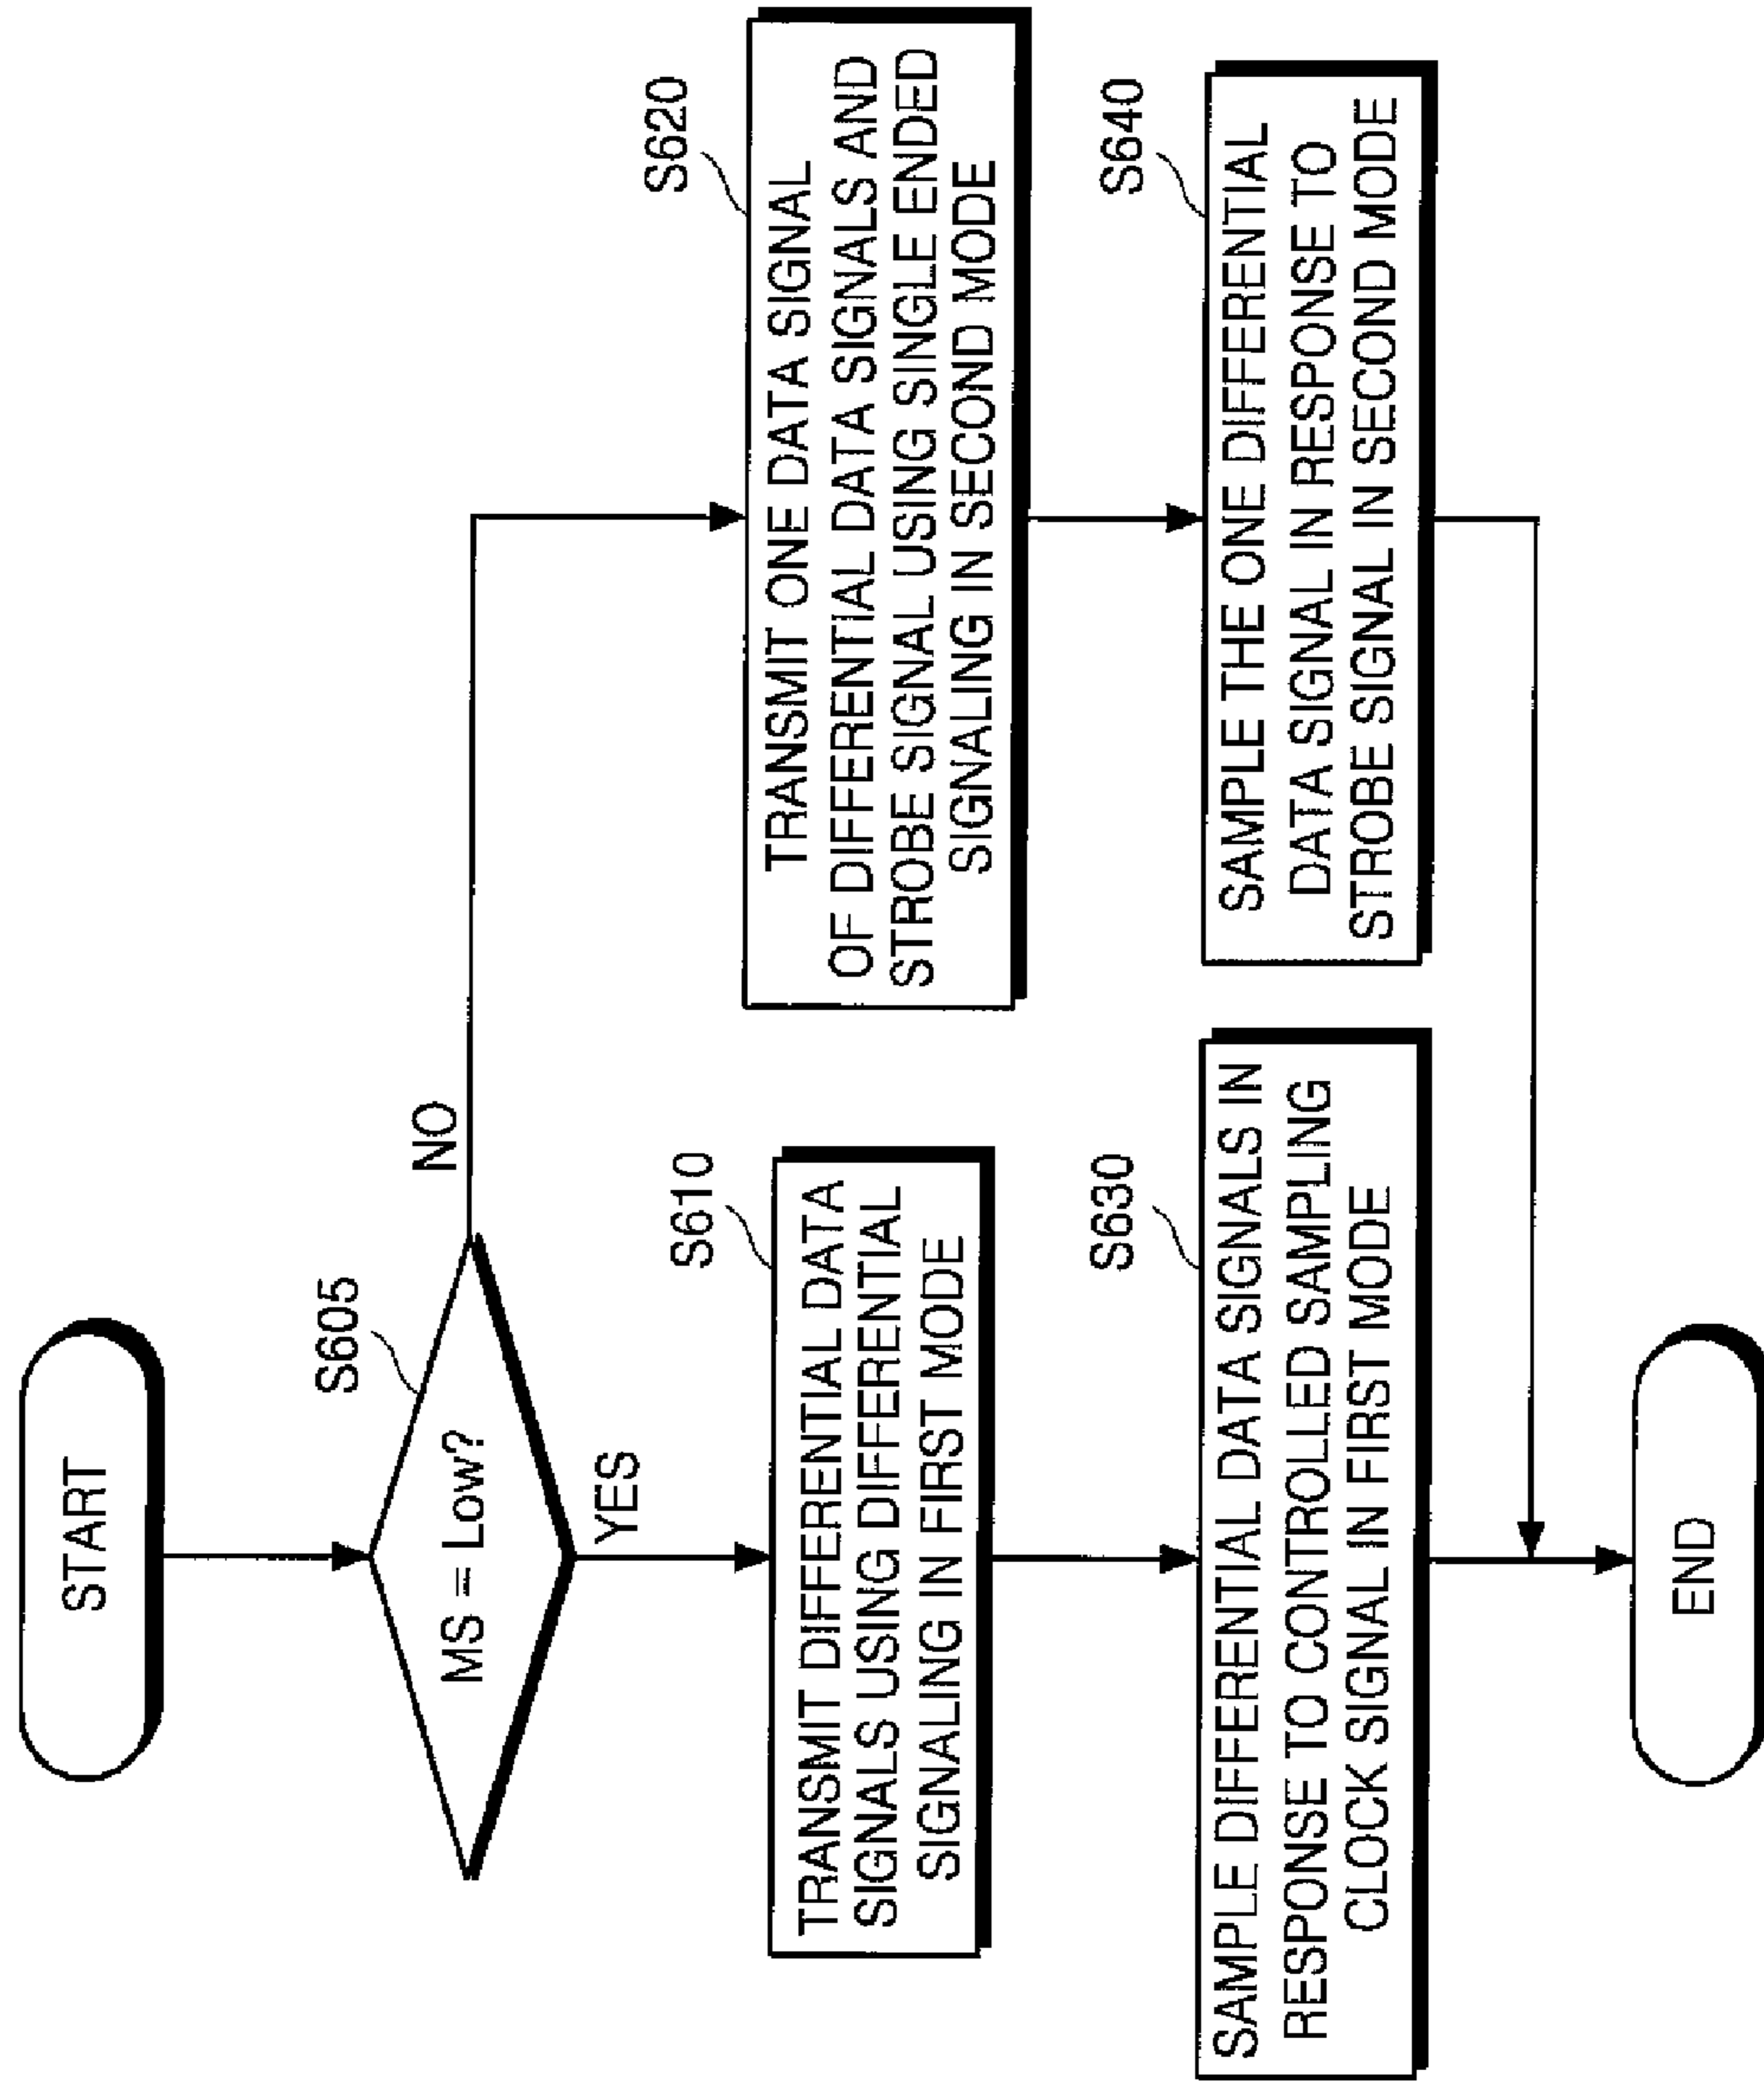 START
S605
MS = Low?
NO
YES
S610
TRANSMIT DIFFERENTIAL DATA
SIGNALS USING DIFFERENTIAL
SIGNALING IN FIRST MODE
S620
TRANSMIT ONE DATA SIGNAL
OF DIFFERENTIAL DATA SIGNALS AND
STROBE SIGNAL USING SINGLE ENDED
SIGNALING IN SECOND MODE
S630
SAMPLE DIFFERENTIAL DATA SIGNALS IN
RESPONSE TO CONTROLLED SAMPLING
CLOCK SIGNAL IN FIRST MODE
S640
SAMPLE THE ONE DIFFERENTIAL
DATA SIGNAL IN RESPONSE TO
STROBE SIGNAL IN SECOND MODE
END